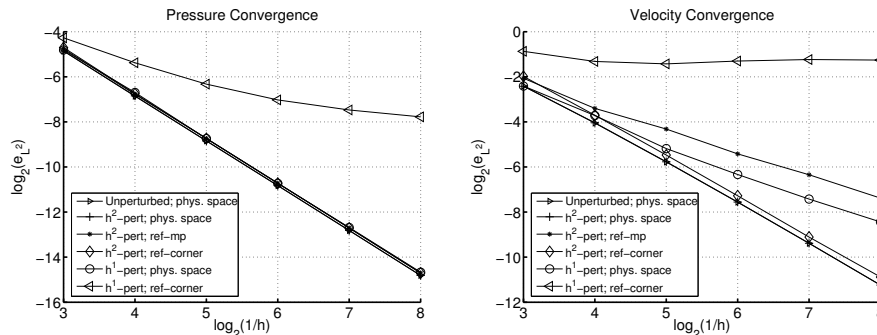 Pressure Convergence
−4
−6
−8
−10
−12
−14
−16
3 4 5 6 7 8
log2(1/h)
log2(eL2)
Unperturbed; phys. space
h2−pert; phys. space
h2−pert; ref−mp
h2−pert; ref−corner
h1−pert; phys. space
h1−pert; ref−corner
Velocity Convergence
0
−2
−4
−6
−8
−10
−12
3 4 5 6 7 8
log2(1/h)
log2(eL2)
Unperturbed; phys. space
h2−pert; phys. space
h2−pert; ref−mp
h2−pert; ref−corner
h1−pert; phys. space
h1−pert; ref−corner